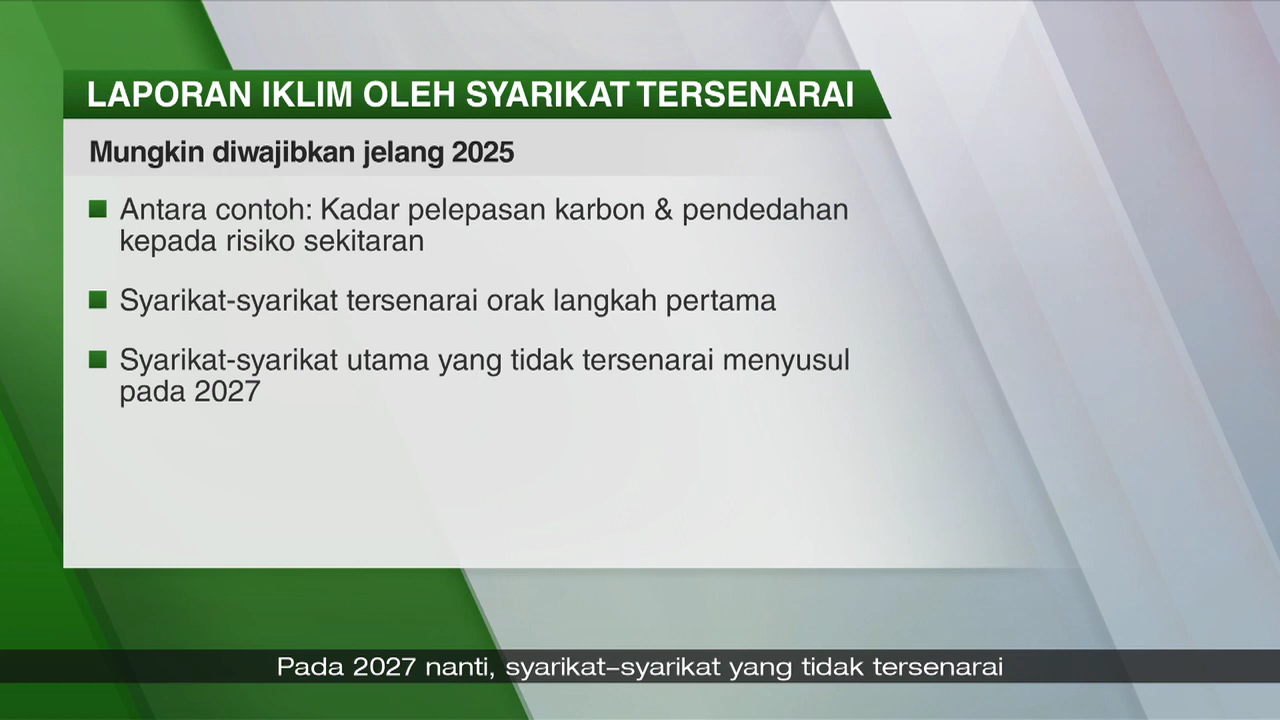 LAPORAN IKLIM OLEH SYARIKAT TERSENARAI
Mungkin diwajibkan jelang 2025
Antara contoh: Kadar pelepasan karbon & pendedahan
kepada risiko sekitaran
Syarikat-syarikat tersenarai orak langkah pertama
Syarikat-syarikat utama yang tidak tersenarai menyusul
pada 2027
Pada 2027 nanti, syarikat-syarikat yang tidak tersenarai